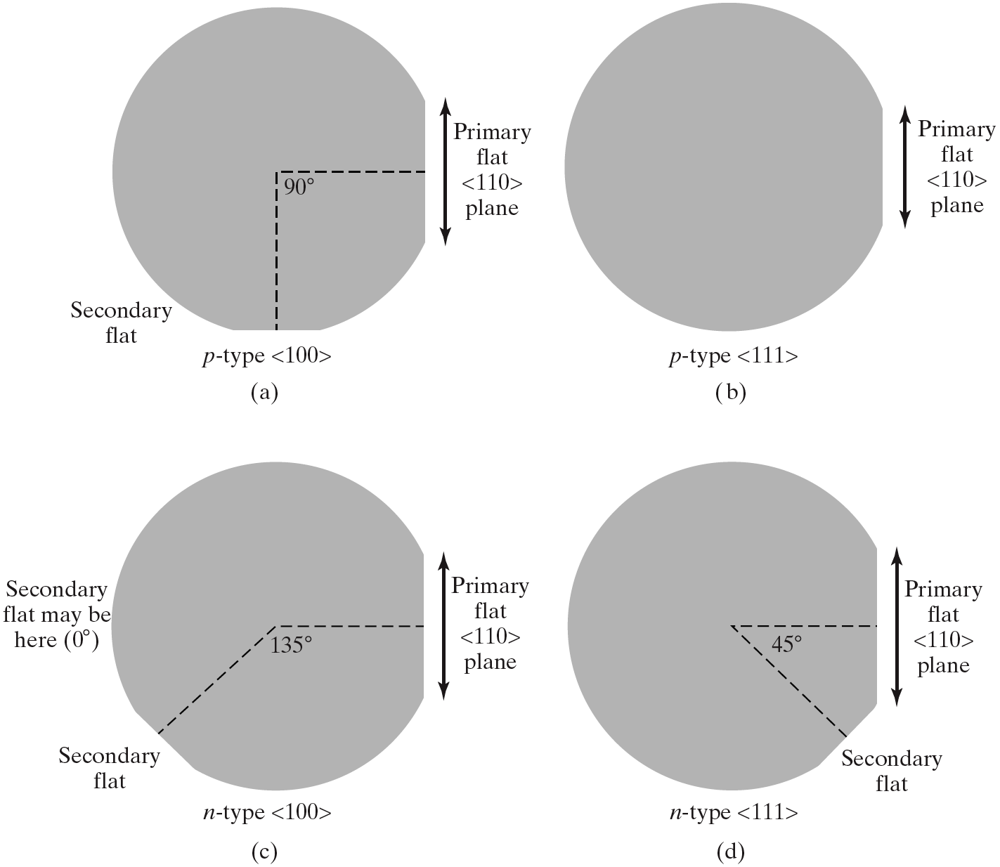 Primary
flat
<110>
plane
90°
Secondary
flat
p-type <100>
(a)
Primary
flat
<110>
plane
p-type <111>
(b)
Secondary
flat may be
here (0°)
Primary
flat
<110>
plane
135°
Secondary
flat
n-type <100>
(c)
Primary
flat
<110>
plane
45°
Secondary
flat
n-type <111>
(d)